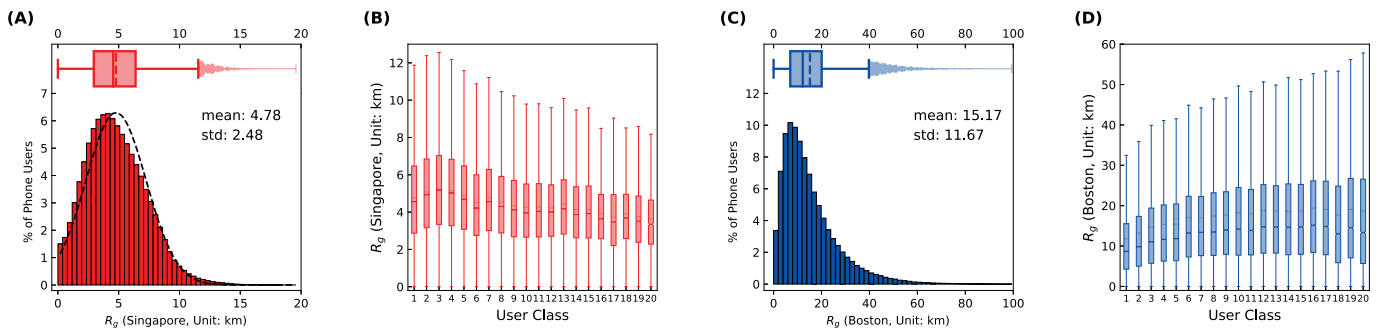 (A)
0 5 10 15 20
mean: 4.78
std: 2.48
% of Phone Users
7
6
5
4
3
2
1
0
0 5 10 15 20
Rg (Singapore, Unit: km)
(B)
Rg (Singapore, Unit: km)
12
10
8
6
4
2
0
1 2 3 4 5 6 7 8 9 10 11 12 13 14 15 16 17 18 19 20
User Class
(C)
0 20 40 60 80 100
mean: 15.17
std: 11.67
% of Phone Users
12
10
8
6
4
2
0
0 20 40 60 80 100
Rg (Boston, Unit: km)
(D)
Rg (Boston, Unit: km)
60
50
40
30
20
10
0
1 2 3 4 5 6 7 8 9 10 11 12 13 14 15 16 17 18 19 20
User Class